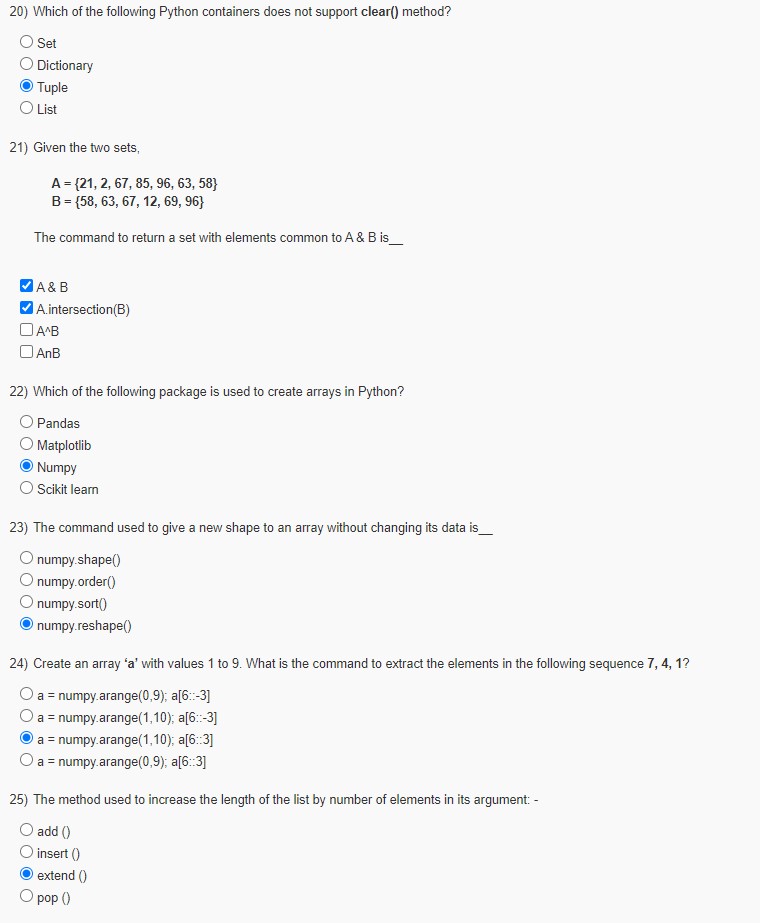 20) Which of the following Python containers does not support clear() method?
Set
Dictionary
Tuple
List
21) Given the two sets,
A = {21, 2, 67, 85, 96, 63, 58}
B = {58, 63, 67, 12, 69, 96}
The command to return a set with elements common to A & B is__
A & B
A.intersection(B)
A^B
AnB
22) Which of the following package is used to create arrays in Python?
Pandas
Matplotlib
Numpy
Scikit learn
23) The command used to give a new shape to an array without changing its data is__
numpy.shape()
numpy.order()
numpy.sort()
numpy.reshape()
24) Create an array ‘a’ with values 1 to 9. What is the command to extract the elements in the following sequence 7, 4, 1?
a = numpy.arange(0,9); a[6::-3]
a = numpy.arange(1,10); a[6::-3]
a = numpy.arange(1,10); a[6::3]
a = numpy.arange(0,9); a[6::3]
25) The method used to increase the length of the list by number of elements in its argument: -
add ()
insert ()
extend ()
pop ()